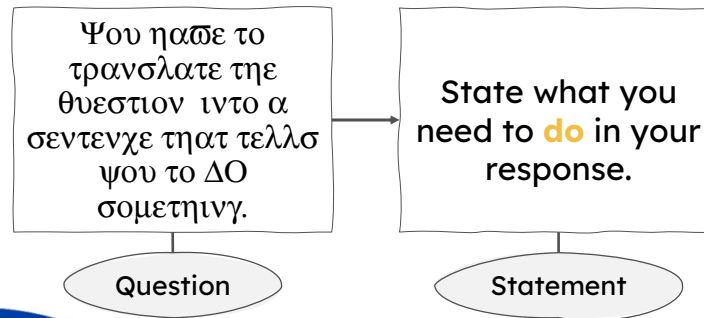 Ψου ηαϖε το
τρανσλατε τηε
θυεστιον ιντο α
σεντενχε τηατ τελλσ
ψου το ΔΟ
σομετηινγ.
State what you
need to do in your
response.
Question
Statement